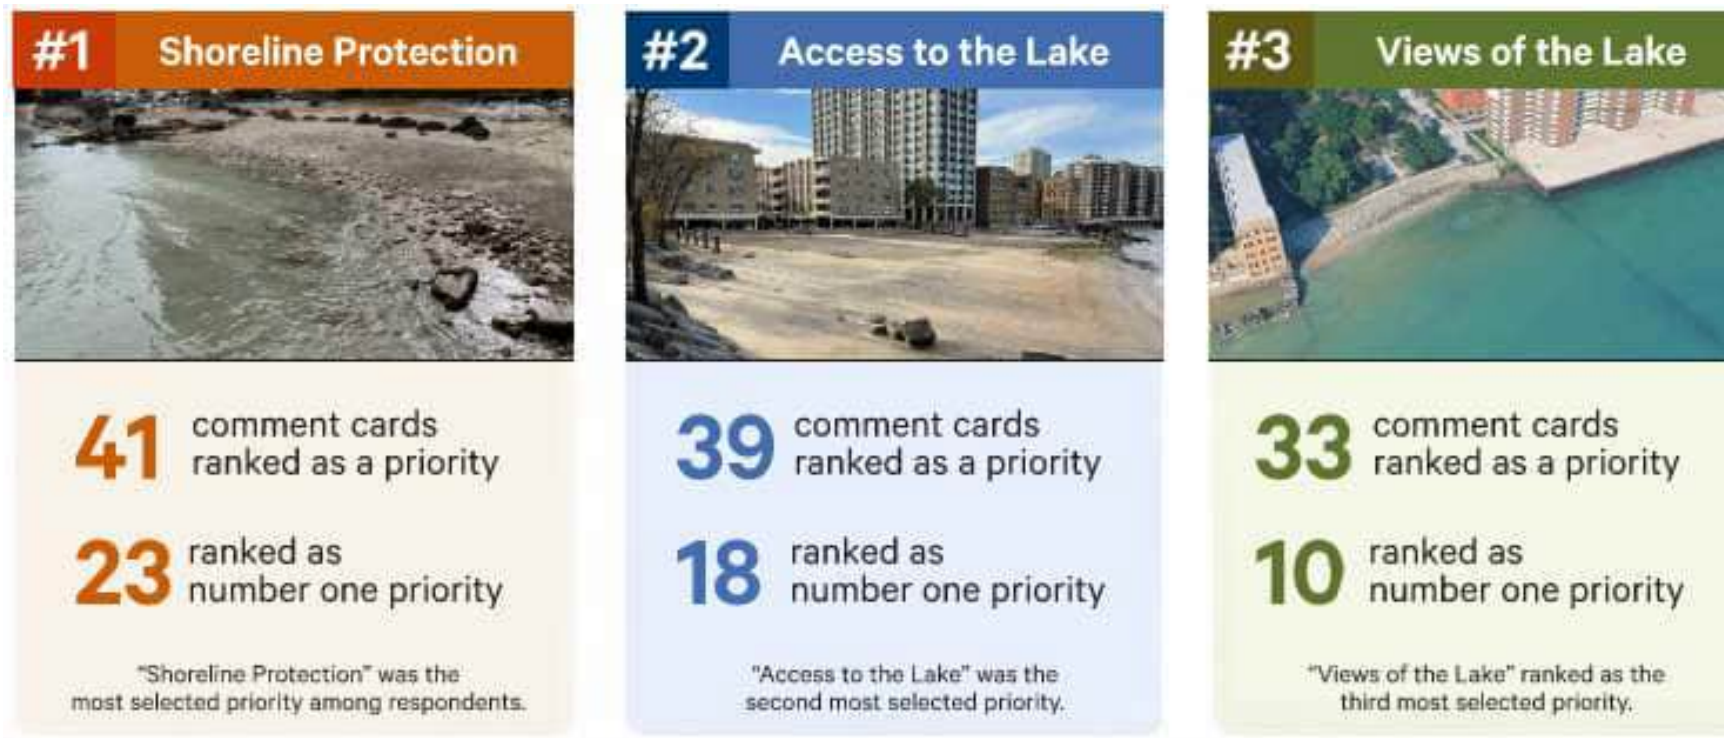 #1 Shoreline Protection
41 comment cards
ranked as a priority
23 ranked as
number one priority
"Shoreline Protection" was the
most selected priority among respondents.
#2 Access to the Lake
39 comment cards
ranked as a priority
18 ranked as
number one priority
"Access to the Lake" was the
second most selected priority.
#3 Views of the Lake
33 comment cards
ranked as a priority
10 ranked as
number one priority
"Views of the Lake" ranked as the
third most selected priority.